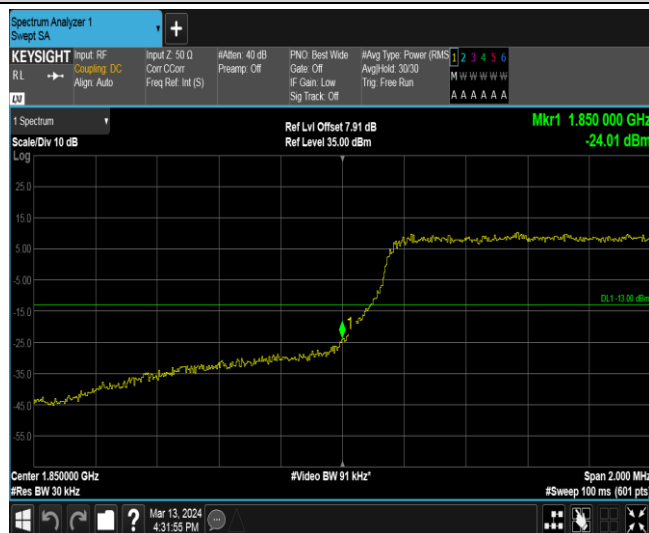 Spectrum Analyzer 1
Swept SA
+
KEYSIGHT
RL
Input: RF
Coupling: DC
Align: Auto
Input Z: 50 Ω
Corr CCorr
Freq Ref: Int (S)
#Atten: 40 dB
Preamp: Off
PNO: Best Wide
Gate: Off
IF Gain: Low
Sig Track: Off
#Avg Type: Power (RMS
Avg|Hold: 30/30
Trig: Free Run
1 2 3 4 5 6
M W W W W W
A A A A A A
1 Spectrum
Scale/Div 10 dB
Log
Ref Lvl Offset 7.91 dB
Ref Level 35.00 dBm
Mkr1 1.850 000 GHz
-24.01 dBm
25.0
15.0
5.00
-5.00
-15.0
-25.0
-35.0
-45.0
-55.0
DL1 -13.00 dBm
1
Center 1.850000 GHz
#Res BW 30 kHz
#Video BW 91 kHz*
Span 2.000 MHz
#Sweep 100 ms (601 pts)
?
Mar 13, 2024
4:31:55 PM